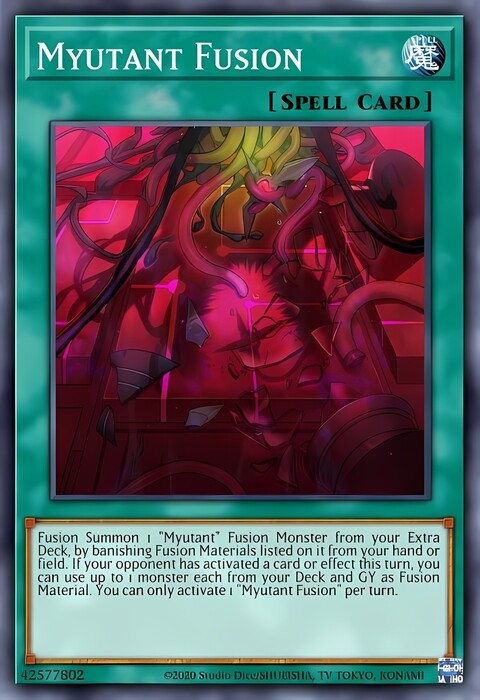 MYUTANT FUSION
魔
[SPELL CARD]
Fusion Summon 1 "Myutant" Fusion Monster from your Extra
Deck, by banishing Fusion Materials listed on it from your hand or
field. If your opponent has activated a card or effect this turn, you
can use up to 1 monster each from your Deck and GY as Fusion
Material. You can only activate 1 "Myutant Fusion" per turn.
42577802
©2020 Studio Dice/SHUEISHA, TV TOKYO, KONAMI